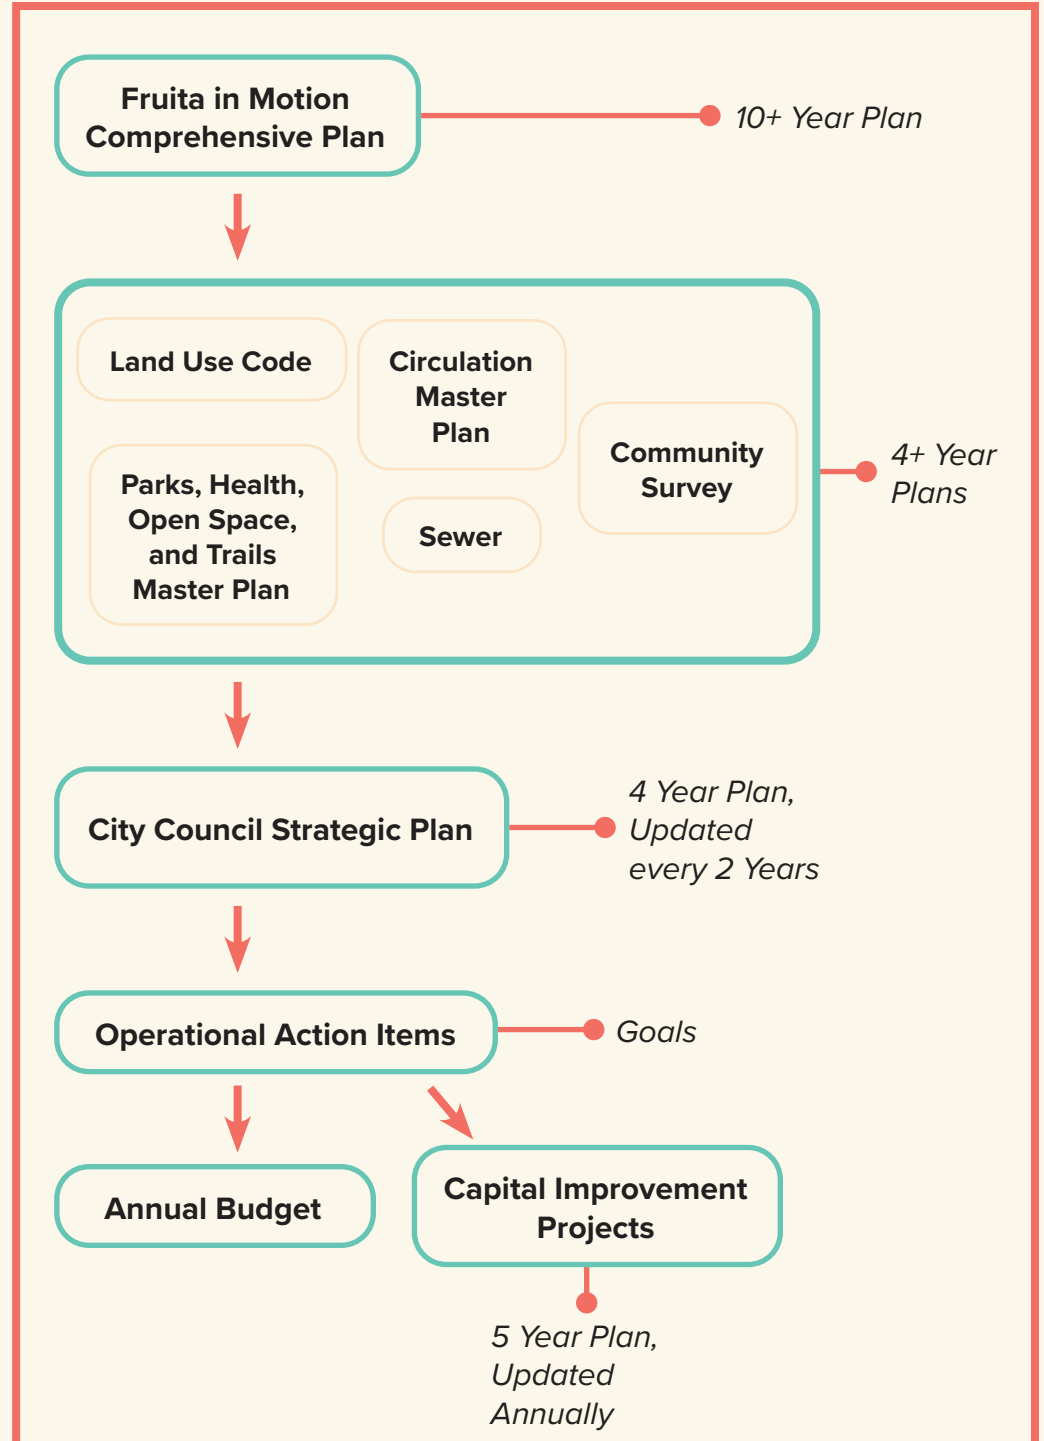 Fruita in Motion
Comprehensive Plan
10+ Year Plan
Land Use Code
Circulation
Master
Plan
Parks, Health,
Open Space,
and Trails
Master Plan
Sewer
Community
Survey
4+ Year
Plans
City Council Strategic Plan
4 Year Plan,
Updated
every 2 Years
Operational Action Items
Goals
Annual Budget
Capital Improvement
Projects
5 Year Plan,
Updated
Annually